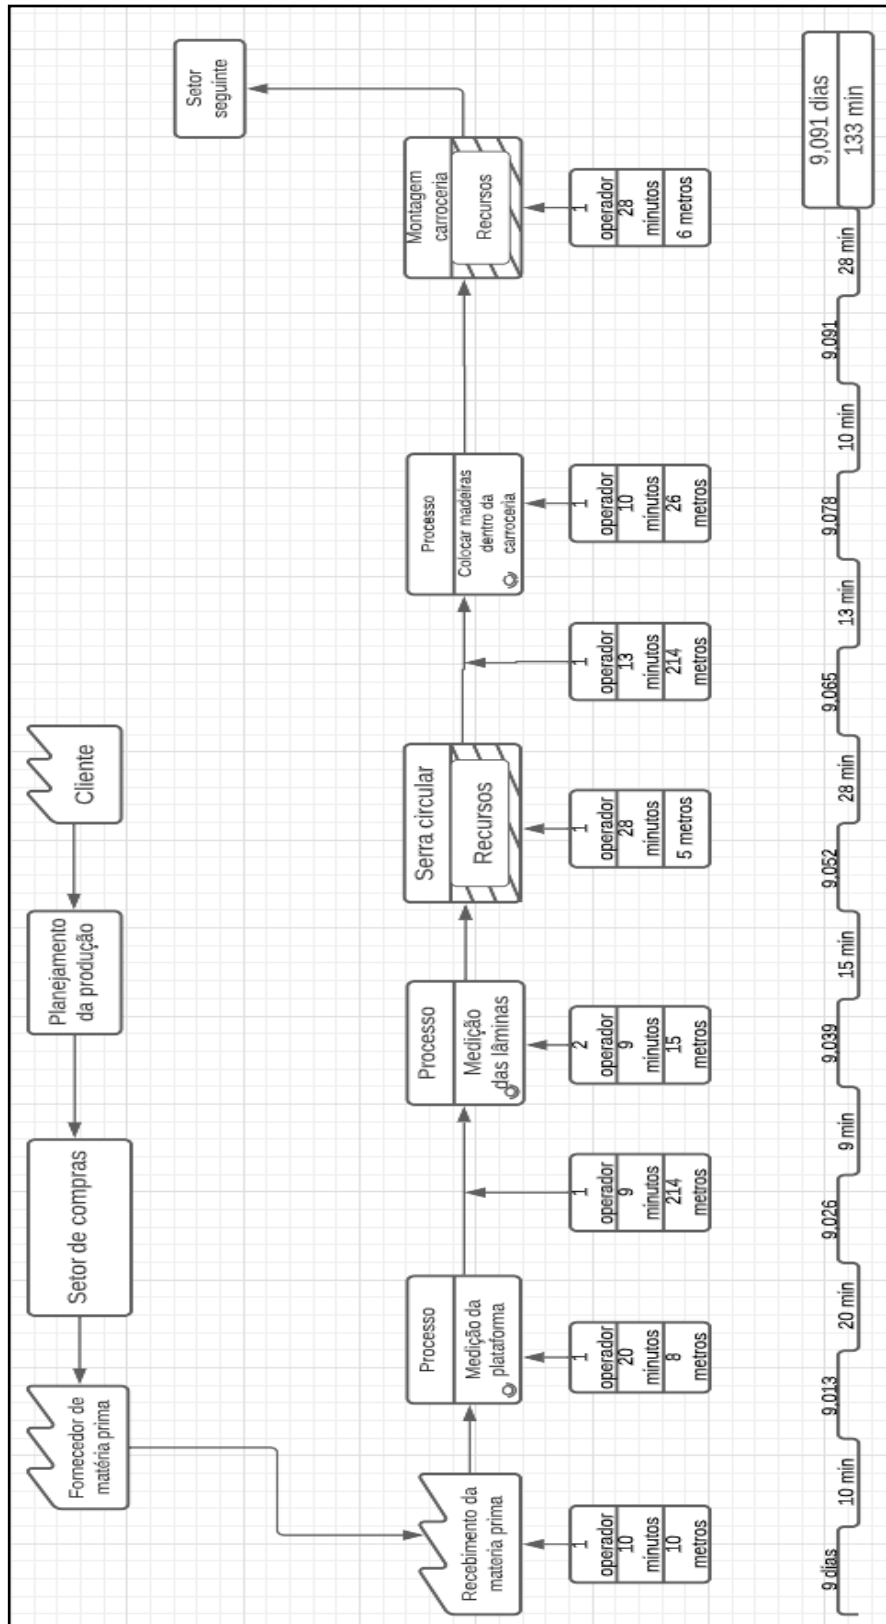 Fornecedor de
matéria prima
Setor de compras
Planejamento
da produção
Cliente
Setor
seguinte
Recebimento da
materia prima
Processo
Medição da
plataforma
Processo
Medição
das lâminas
Serra circular
Recursos
Processo
Colocar madeiras
dentro da
carroceria
Montagem
carroceria
Recursos
1
operador
10
minutos
10
metros
1
operador
20
minutos
8
metros
1
operador
9
minutos
214
metros
2
operador
9
minutos
15
metros
1
operador
28
minutos
5 metros
1
operador
13
minutos
214
metros
1
operador
10
minutos
26
metros
1
operador
28
minutos
6 metros
9 dias
10 min
9,013
20 min
9,026
9 min
9,039
15 min
9,052
28 min
9,065
13 min
9,078
10 min
9,091
28 min
9,091 dias
133 min